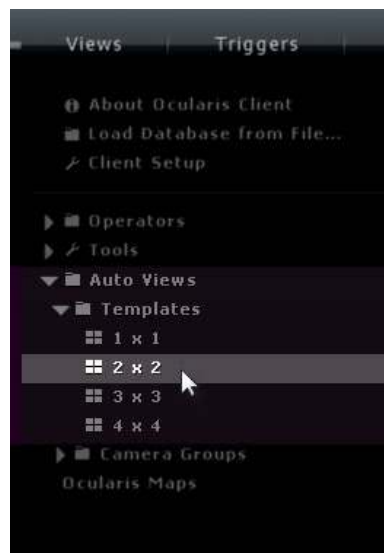 Views Triggers
About Ocularis Client
Load Database from File...
Client Setup
Operators
Tools
Auto Views
Templates
1 x 1
2 x 2
3 x 3
4 x 4
Camera Groups
Ocularis Maps